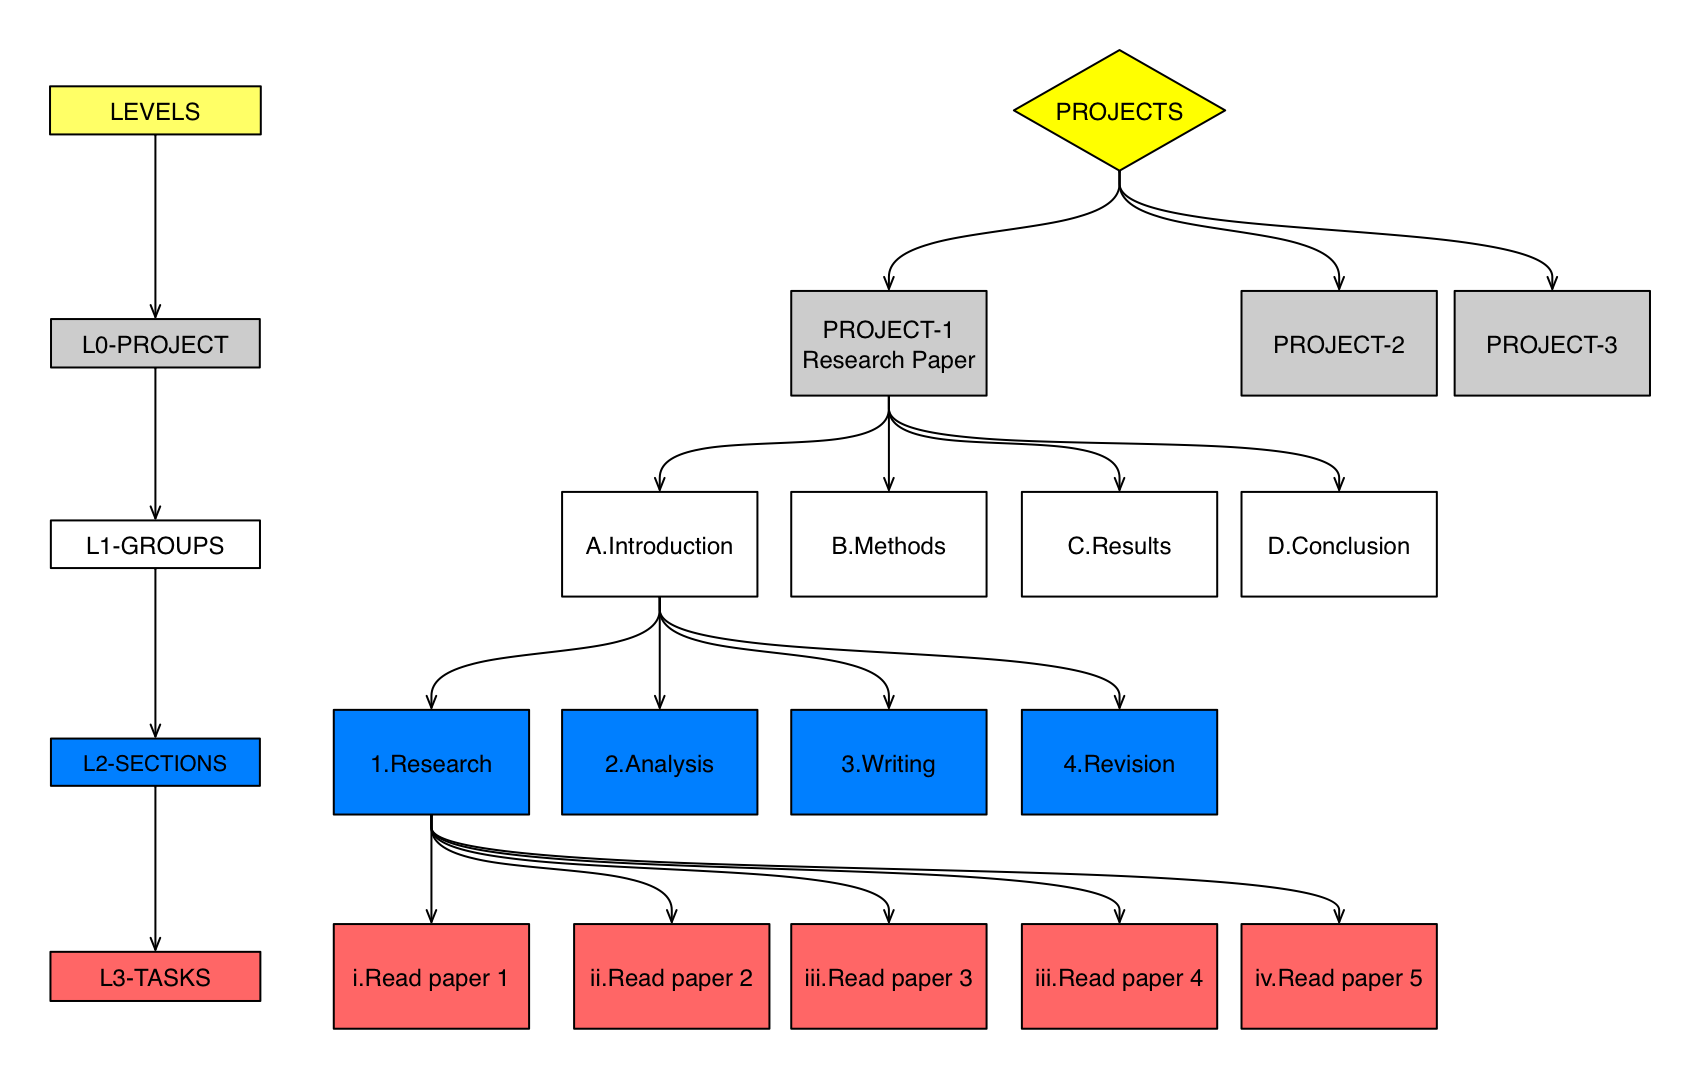 LEVELS
PROJECTS
L0-PROJECT
PROJECT-1
Research Paper
PROJECT-2
PROJECT-3
L1-GROUPS
A.Introduction
B.Methods
C.Results
D.Conclusion
L2-SECTIONS
1.Research
2.Analysis
3.Writing
4.Revision
L3-TASKS
i.Read paper 1
ii.Read paper 2
iii.Read paper 3
iii.Read paper 4
iv.Read paper 5